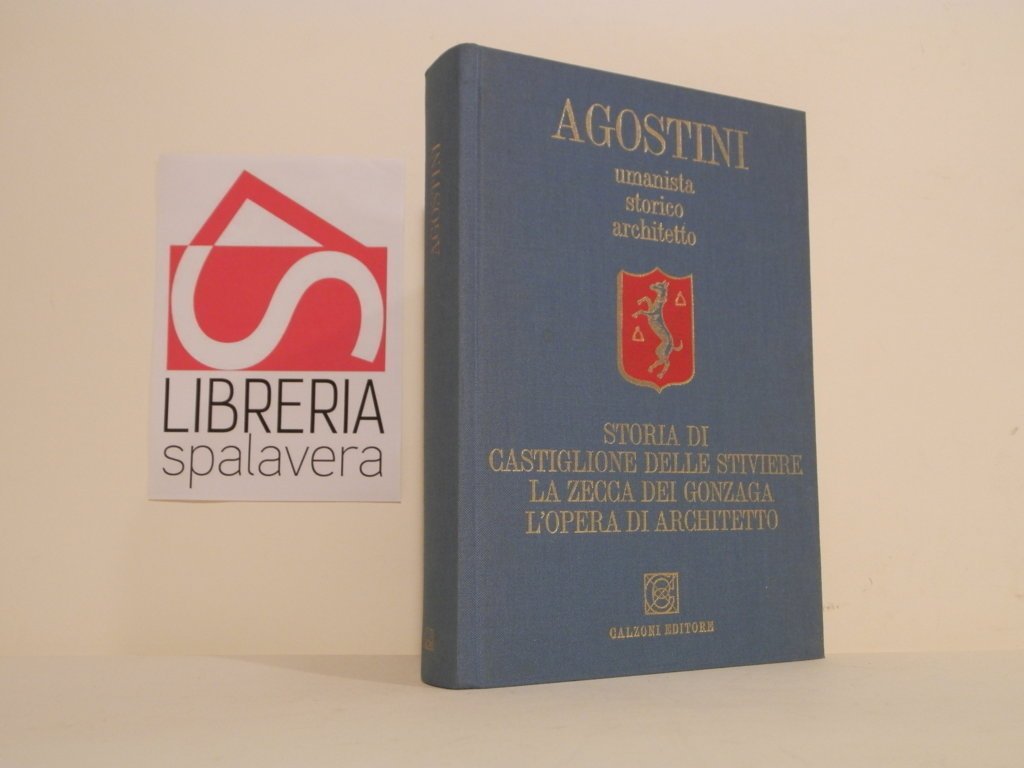 LIBRERIA
spalavera
AGOSTINI
AGOSTINI
umanista
storico
architetto
STORIA DI
CASTIGLIONE DELLE STIVIERE
LA ZECCA DEI GONZAGA
L'OPERA DI ARCHITETTO
CALZONI EDITORE